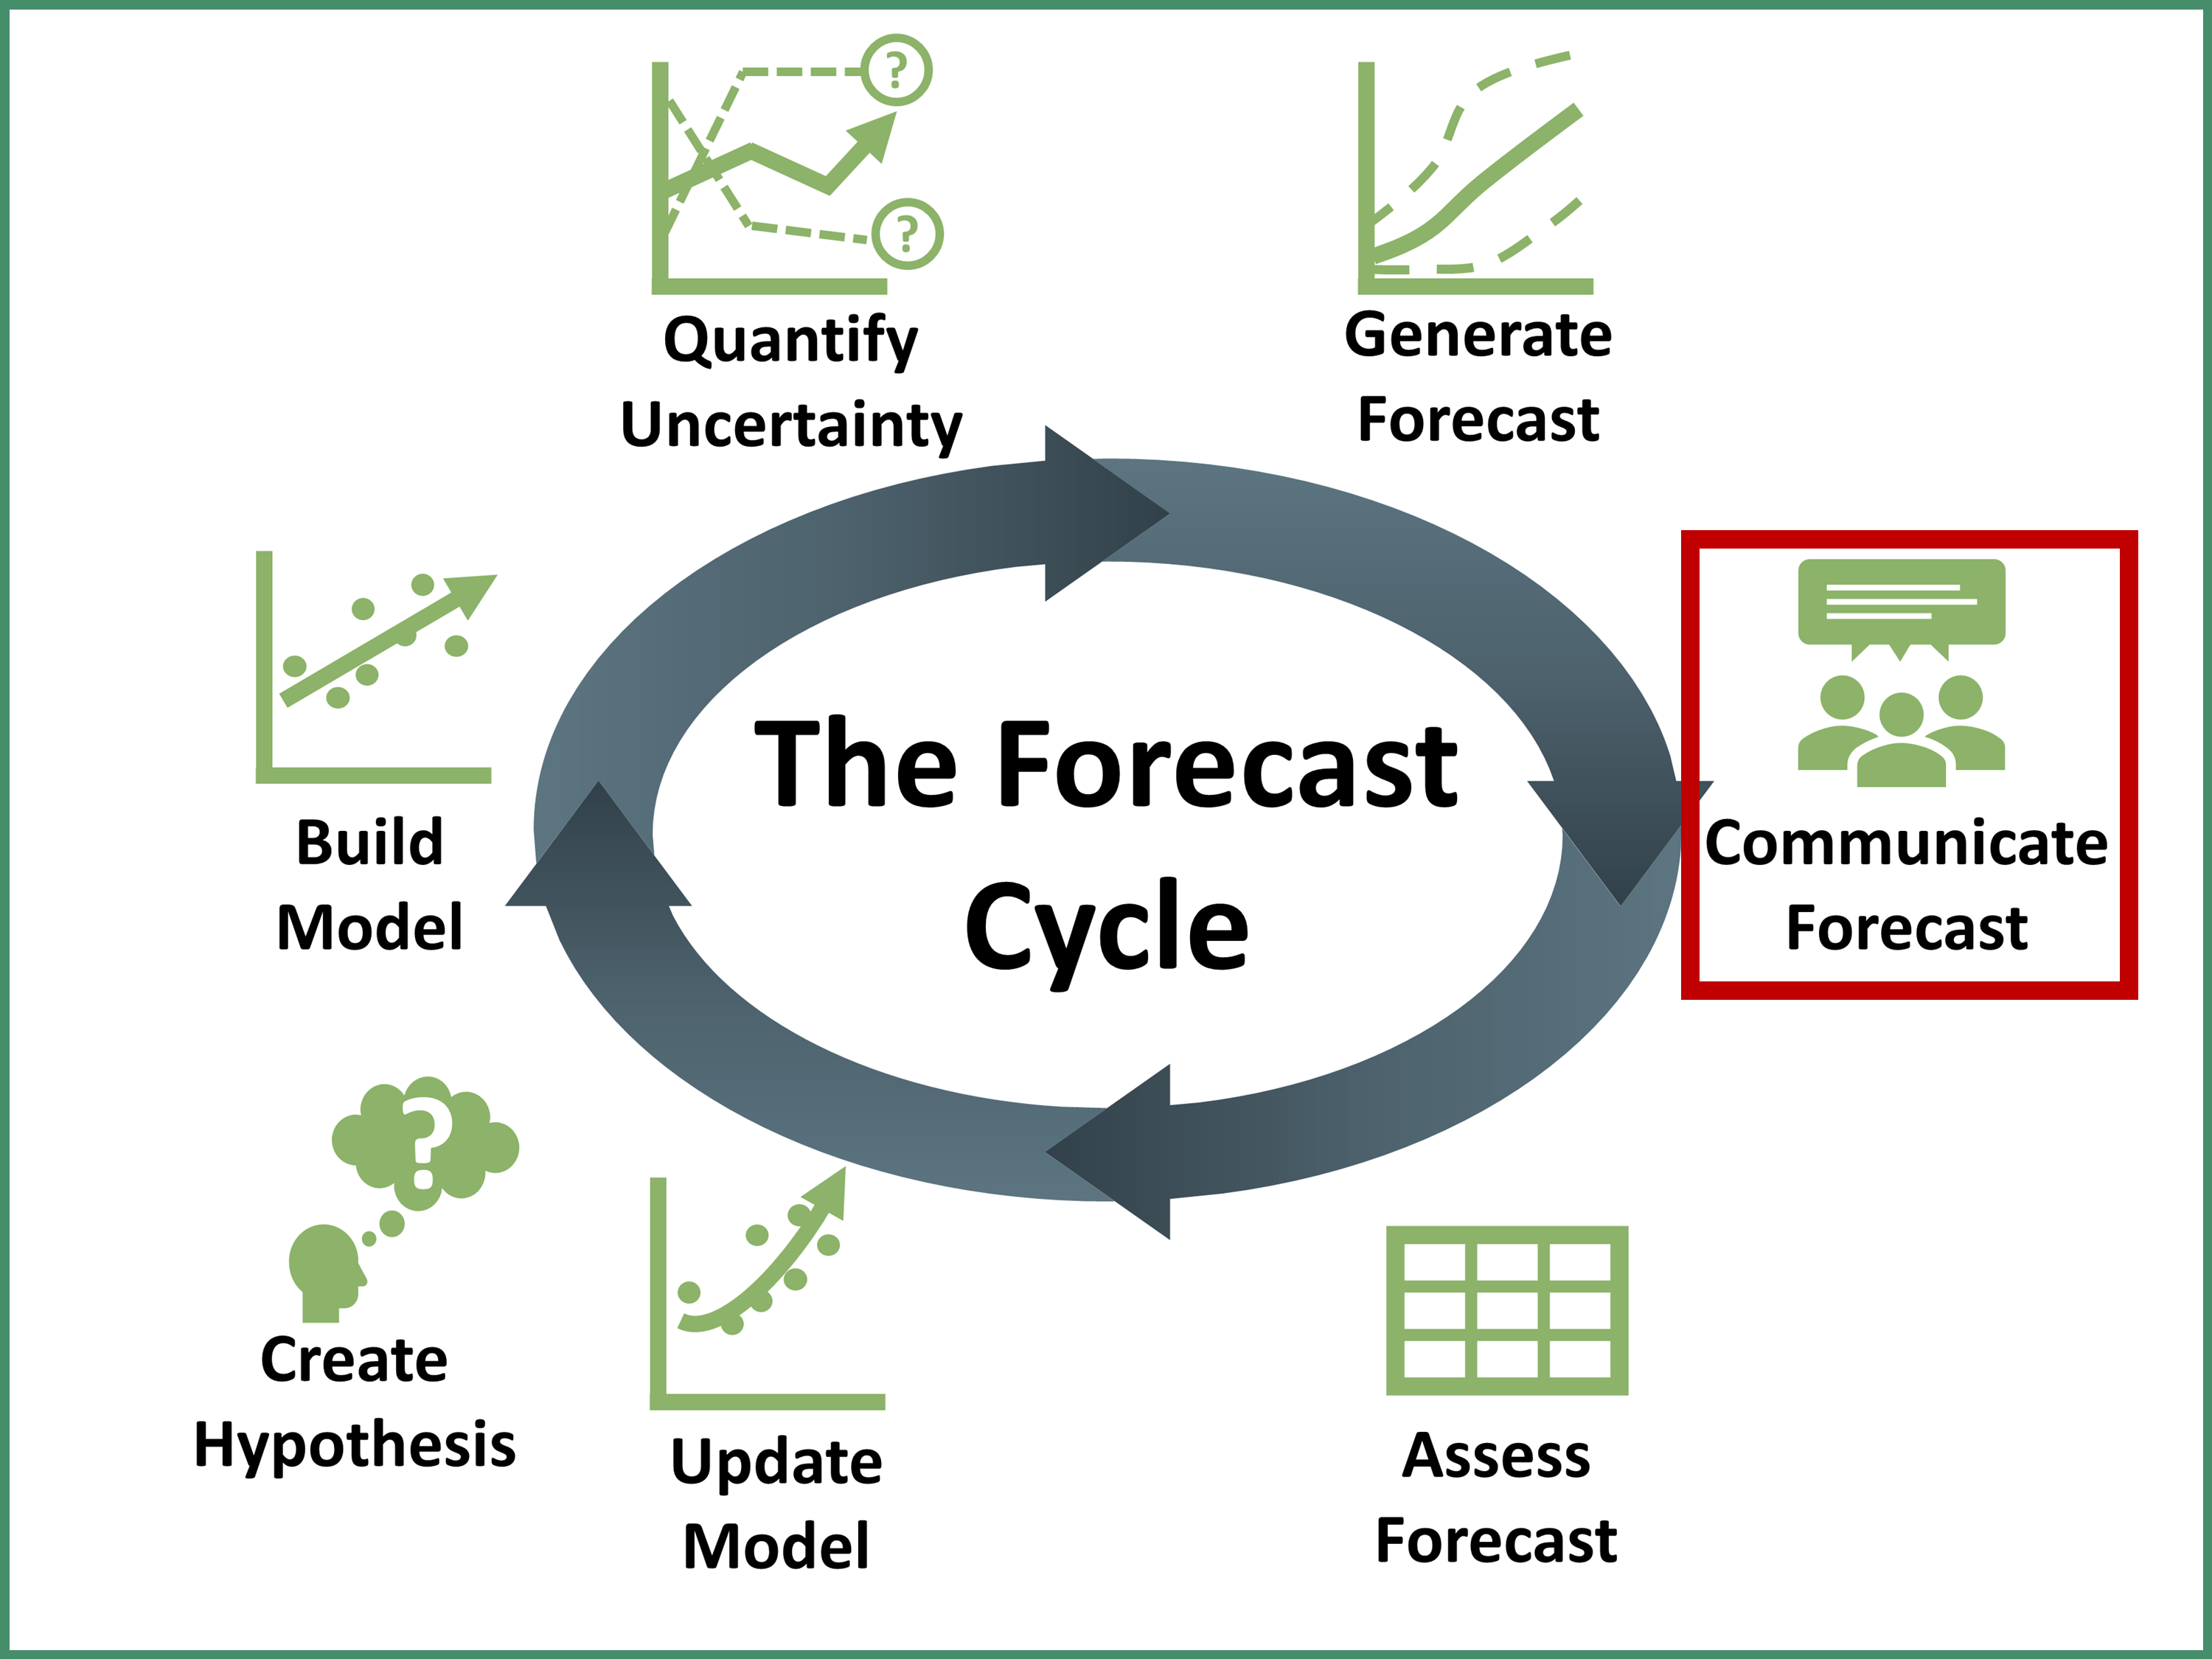 ?
?
Quantify
Uncertainty
Generate
Forecast
Build
Model
The Forecast
Cycle
Communicate
Forecast
?
Create
Hypothesis
Update
Model
Assess
Forecast